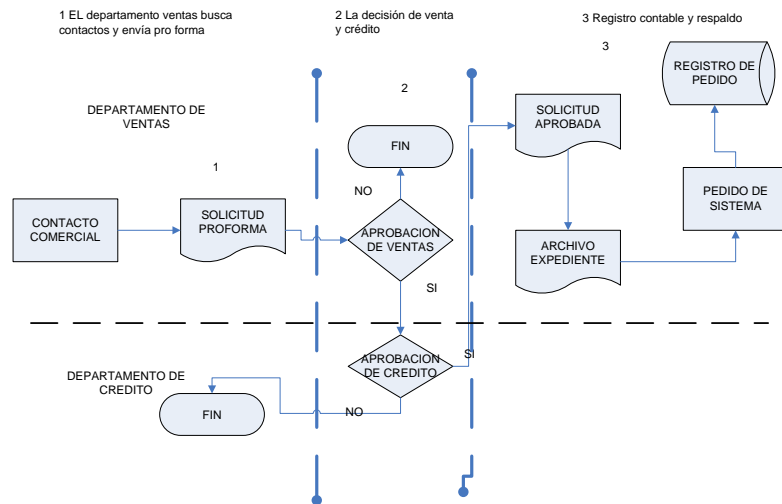 1 EL departamento ventas busca
contactos y envía pro forma
2 La decisión de venta
y crédito
3 Registro contable y respaldo
3
REGISTRO DE
PEDIDO
2
SOLICITUD
APROBADA
DEPARTAMENTO DE
VENTAS
FIN
1
NO
PEDIDO DE
SISTEMA
CONTACTO
COMERCIAL
SOLICITUD
PROFORMA
APROBACION
DE VENTAS
ARCHIVO
EXPEDIENTE
SI
APROBACION
DE CREDITO
SI
DEPARTAMENTO DE
CREDITO
FIN
NO